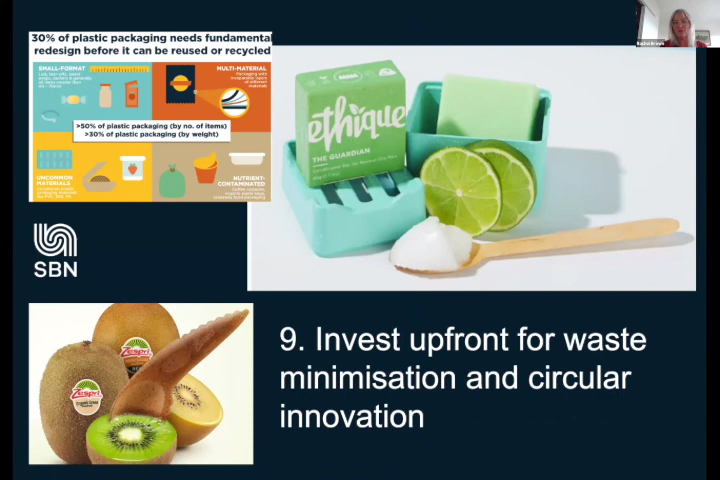 30% of plastic packaging needs fundamental
redesign before it can be reused or recycled
SMALL-FORMAT
MULTI-MATERIAL
Packaging with
>50% of plastic packaging (by no. of items)
>30% of plastic packaging (by weight)
UNCOMMON
MATERIALS
NUTRIENT-
CONTAMINATED
ethique
THE GUARDIAN
SBN
Zespri
Zespri
9. Invest upfront for waste
minimisation and circular
innovation